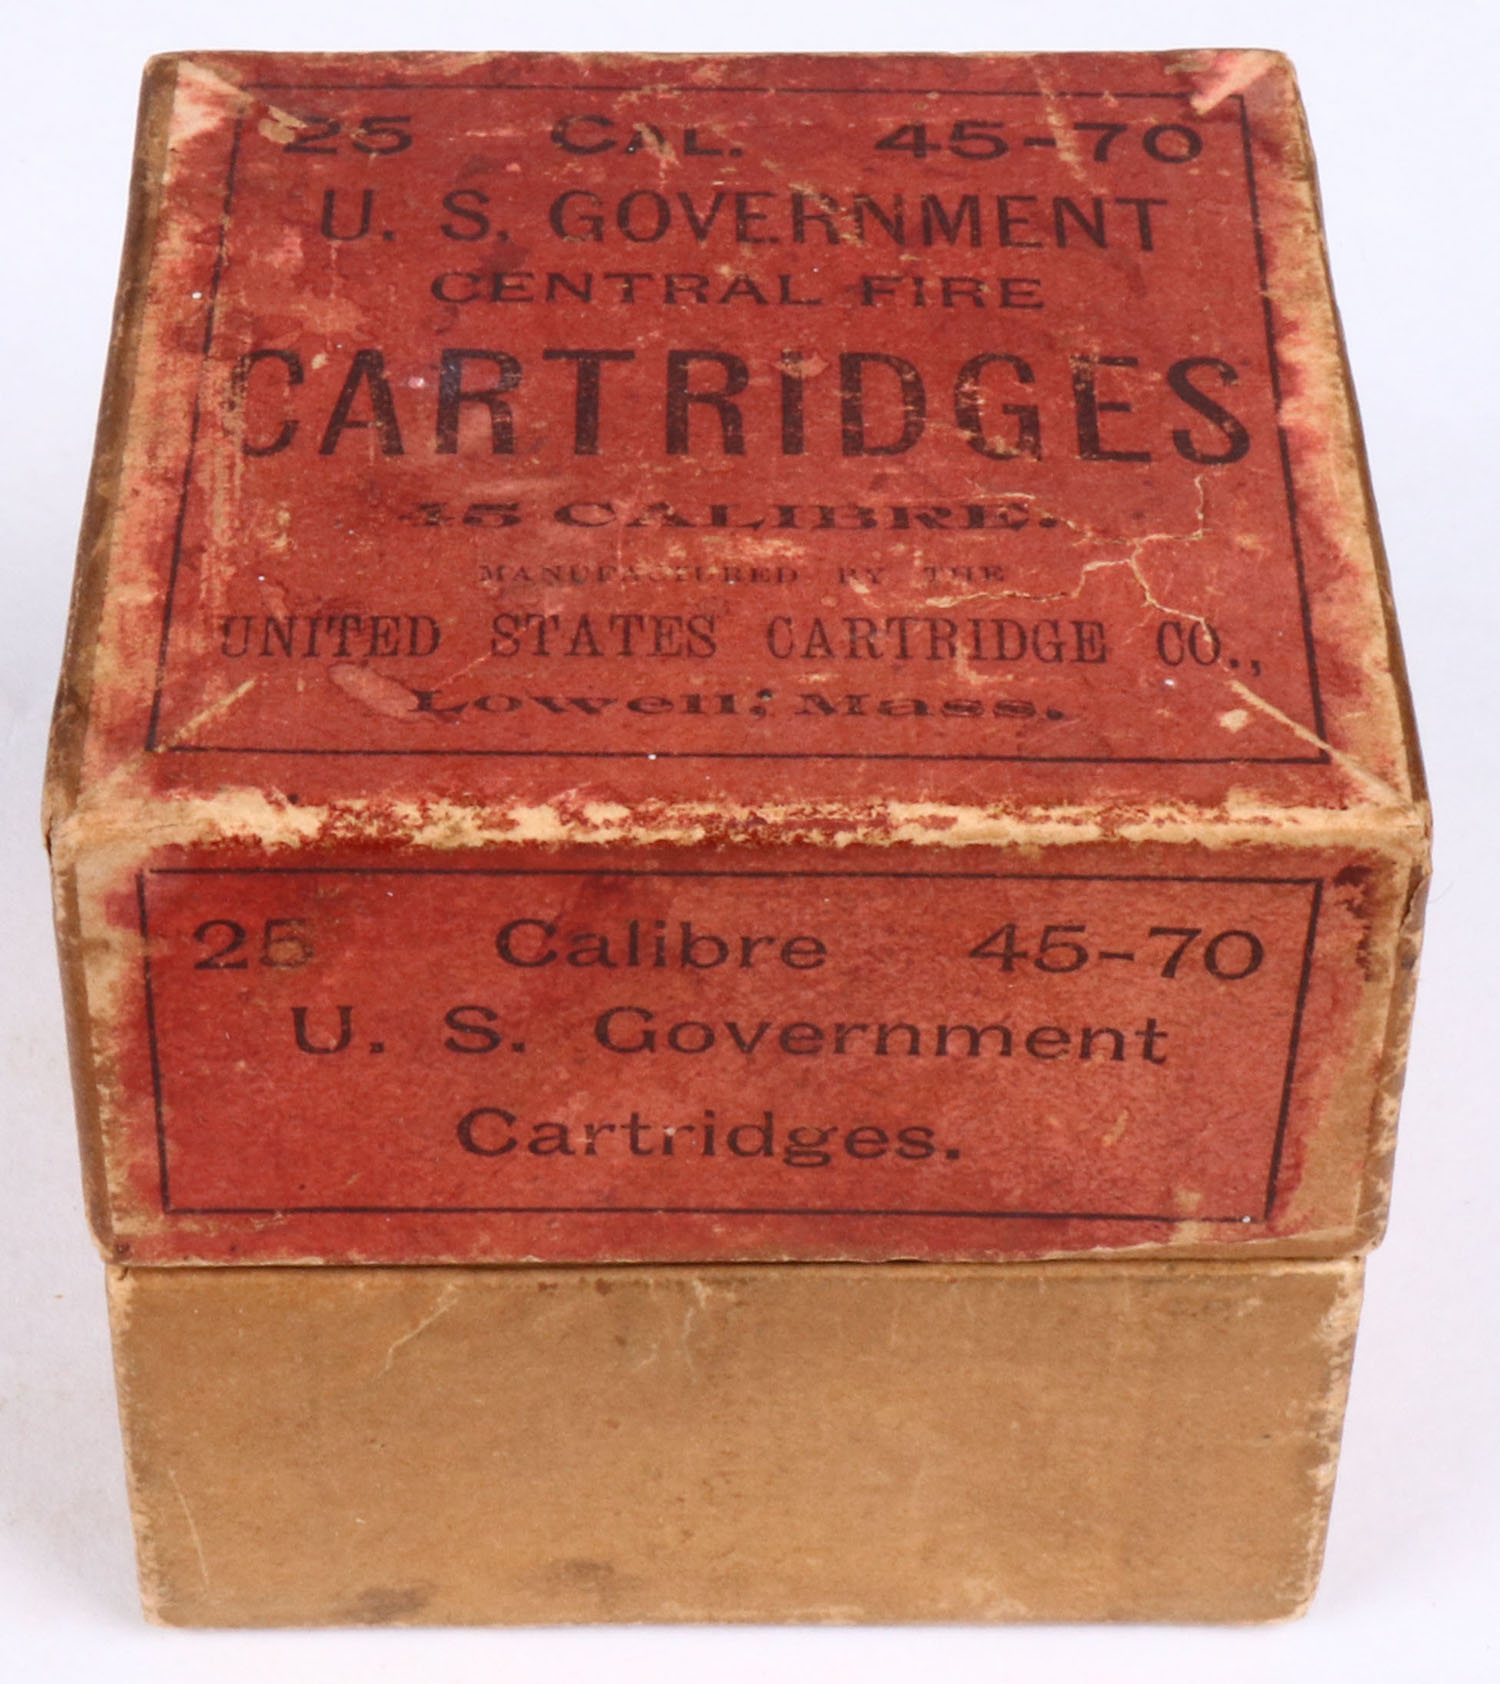 25 CAL. 45-70
U. S. GOVERNMENT
CENTRAL FIRE
CARTRIDGES
45 CALIBRE.
MANUFACTURED BY THE
UNITED STATES CARTRIDGE CO.,
Lowell, Mass.
25 Calibre 45-70
U. S. Government
Cartridges.